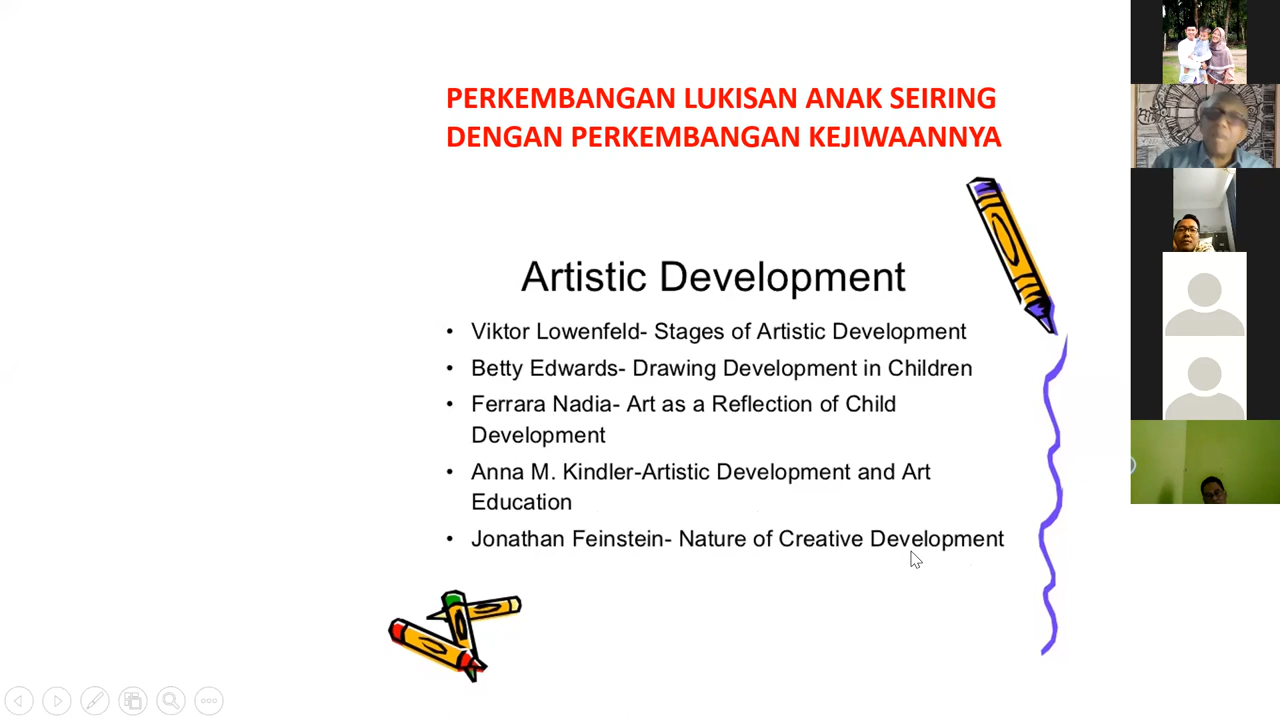 PERKEMBANGAN LUKISAN ANAK SEIRING
DENGAN PERKEMBANGAN KEJIWAANNYA
Artistic Development
• Viktor Lowenfeld- Stages of Artistic Development
• Betty Edwards- Drawing Development in Children
• Ferrara Nadia- Art as a Reflection of Child
Development
• Anna M. Kindler-Artistic Development and Art
Education
• Jonathan Feinstein- Nature of Creative Development